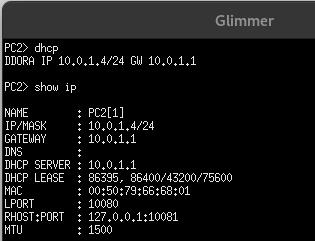 Glimmer
PC2> dhcp
DDORA IP 10.0.1.4/24 GW 10.0.1.1
PC2> show ip
NAME : PC2[1]
IP/MASK : 10.0.1.4/24
GATEWAY : 10.0.1.1
DNS :
DHCP SERVER : 10.0.1.1
DHCP LEASE : 86395, 86400/43200/75600
MAC : 00:50:79:66:68:01
LPORT : 10080
RHOST:PORT : 127.0.0.1:10081
MTU : 1500